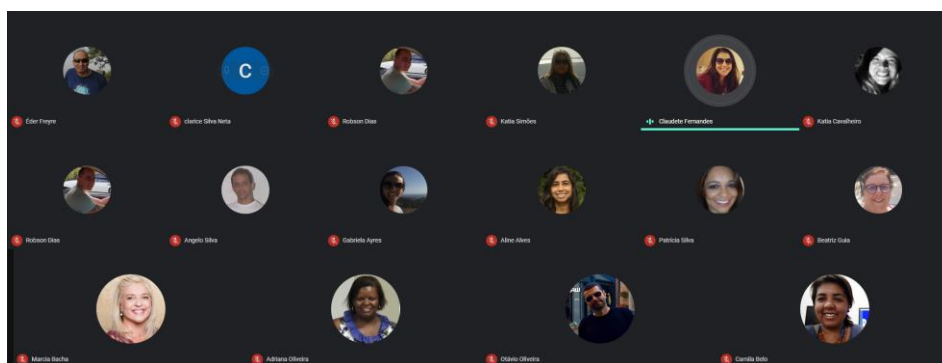 C
Éder Freyre
clarice Silva Neta
Robson Dias
Katia Simões
Claudete Fernandes
Katia Cavalheiro
Robson Dias
Angelo Silva
Gabriela Ayres
Aline Alves
Patrícia Silva
Beatriz Guia
Marcia Bacha
Adriana Oliveira
Otávio Oliveira
Camila Belo